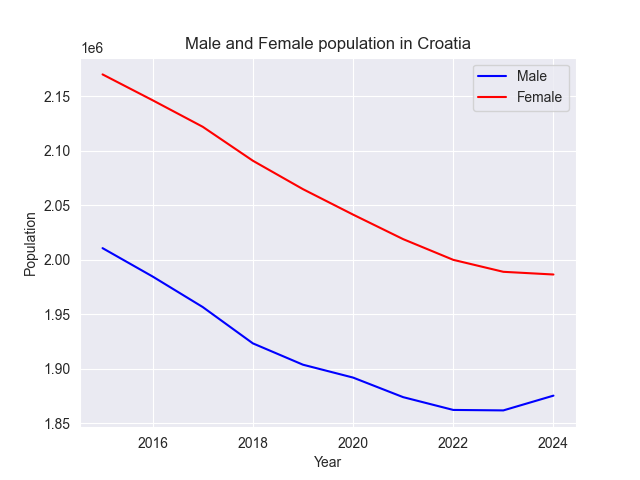 Male and Female population in Croatia
1e6
Male
Female
2.15
2.10
2.05
2.00
1.95
1.90
1.85
Population
2016 2018 2020 2022 2024
Year